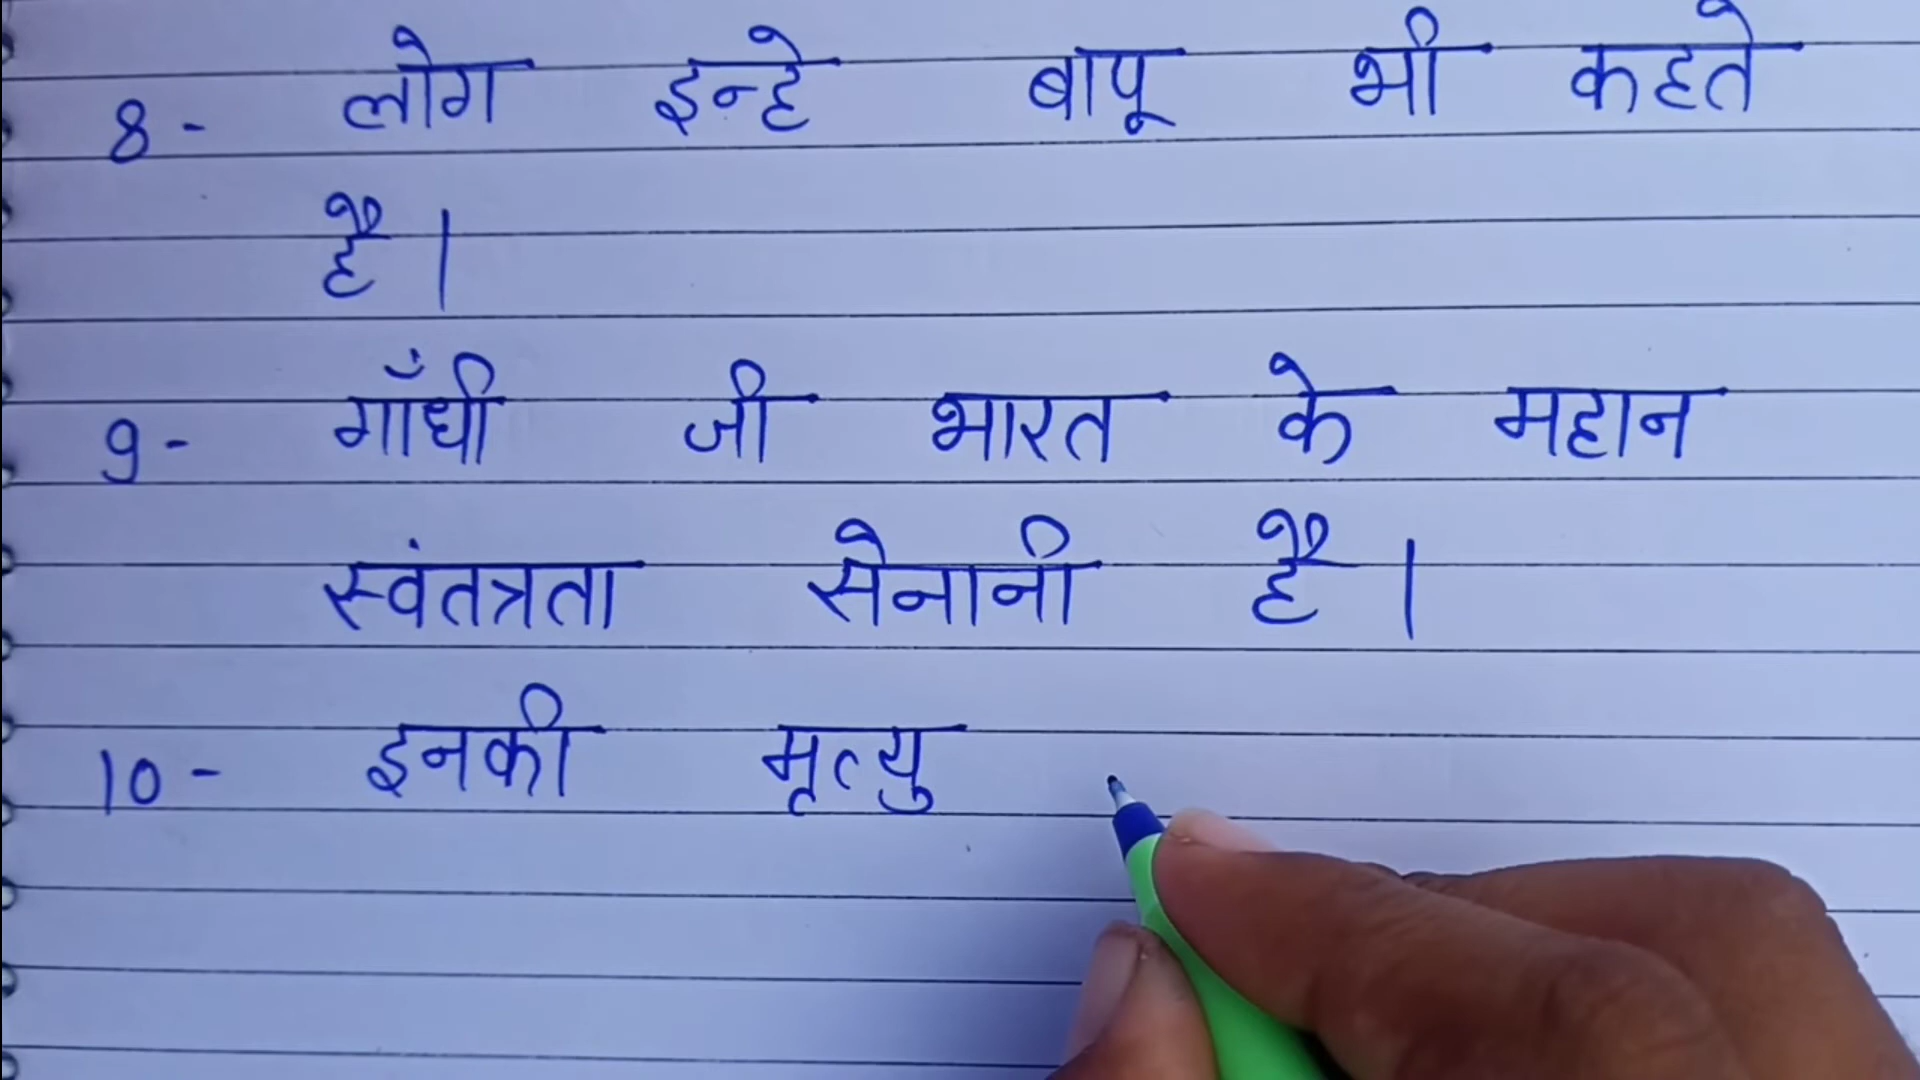 8- लोग इन्हे बापू भी कहते
है।
9- गाँधी जी भारत के महान
स्वंतत्रता सेनानी है।
10- इनकी मृत्यु